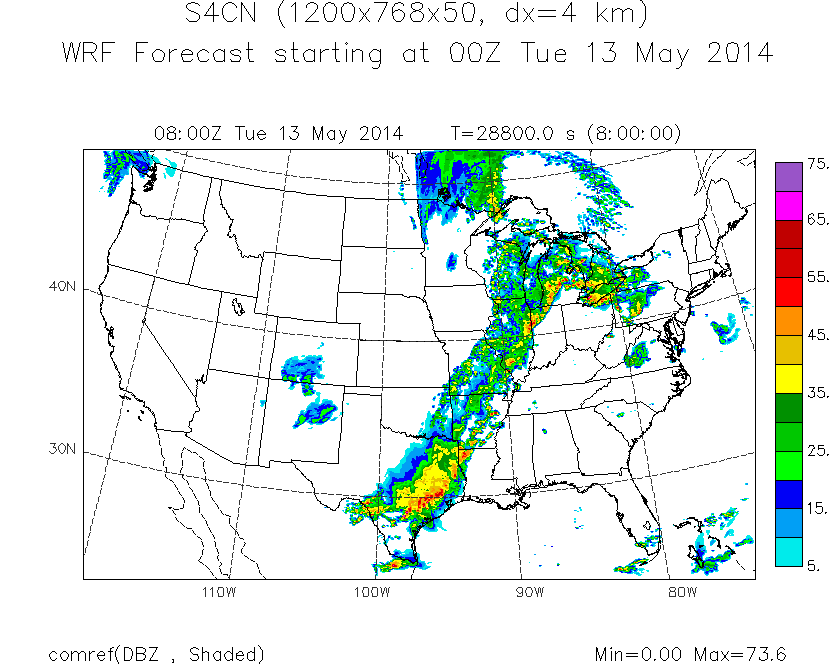 S4CN (1200x768x50, dx=4 km)
WRF Forecast starting at 00Z Tue 13 May 2014
08:00Z Tue 13 May 2014 T=28800.0 s (8:00:00)
75.
65.
55.
45.
35.
25.
15.
5.
40N
30N
110W
100W
90W
80W
comref(DBZ , Shaded)
Min=0.00 Max=73.6